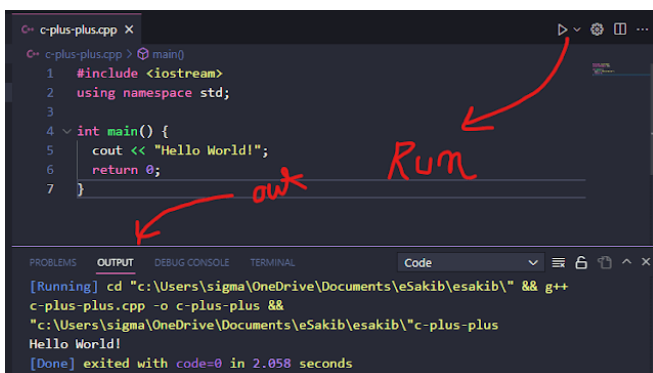 c-plus-plus.cpp
c-plus-plus.cpp > main()
1 #include <iostream>
2 using namespace std;
3
4 int main() {
5 cout << "Hello World!";
6 return 0;
7 }
Run
out
PROBLEMS OUTPUT DEBUG CONSOLE TERMINAL Code
[Running] cd "c:\Users\sigma\OneDrive\Documents\eSakib\esakib\" && g++
c-plus-plus.cpp -o c-plus-plus &&
"c:\Users\sigma\OneDrive\Documents\eSakib\esakib\"c-plus-plus
Hello World!
[Done] exited with code=0 in 2.058 seconds